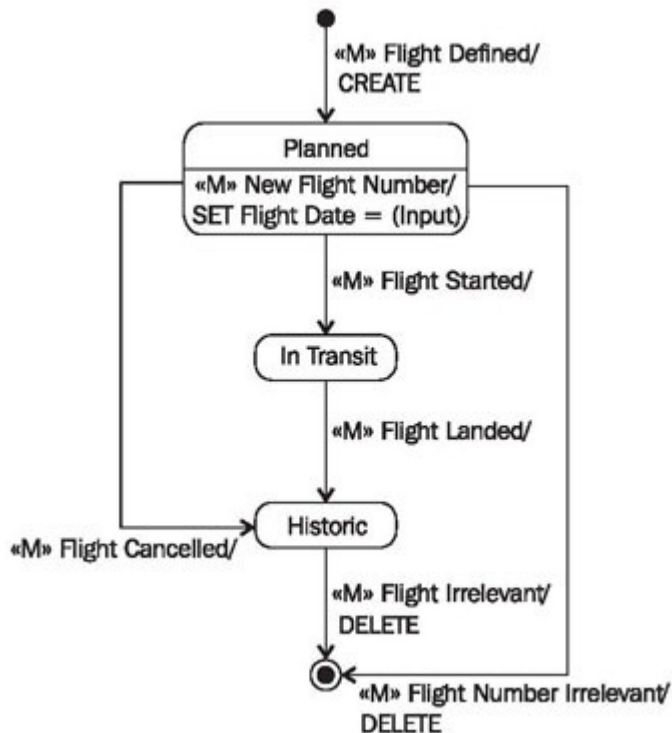 «M» Flight Defined/
CREATE
Planned
«M» New Flight Number/
SET Flight Date = (Input)
«M» Flight Started/
In Transit
«M» Flight Landed/
Historic
«M» Flight Cancelled/
«M» Flight Irrelevant/
DELETE
«M» Flight Number Irrelevant/
DELETE